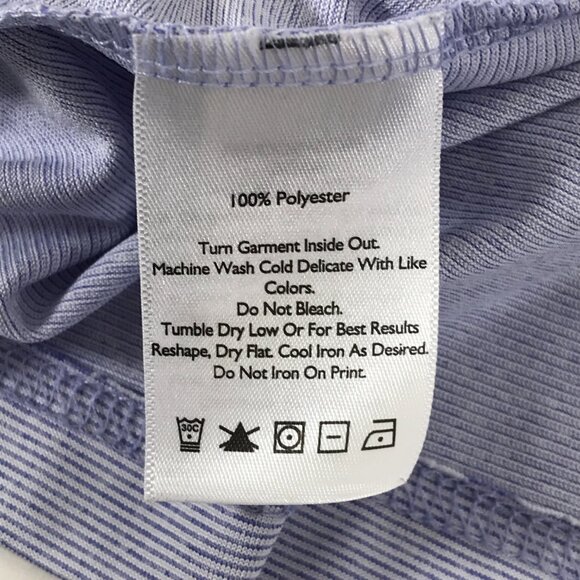 100% Polyester
Turn Garment Inside Out.
Machine Wash Cold Delicate With Like
Colors.
Do Not Bleach.
Tumble Dry Low Or For Best Results
Reshape, Dry Flat. Cool Iron As Desired.
Do Not Iron On Print.
30C